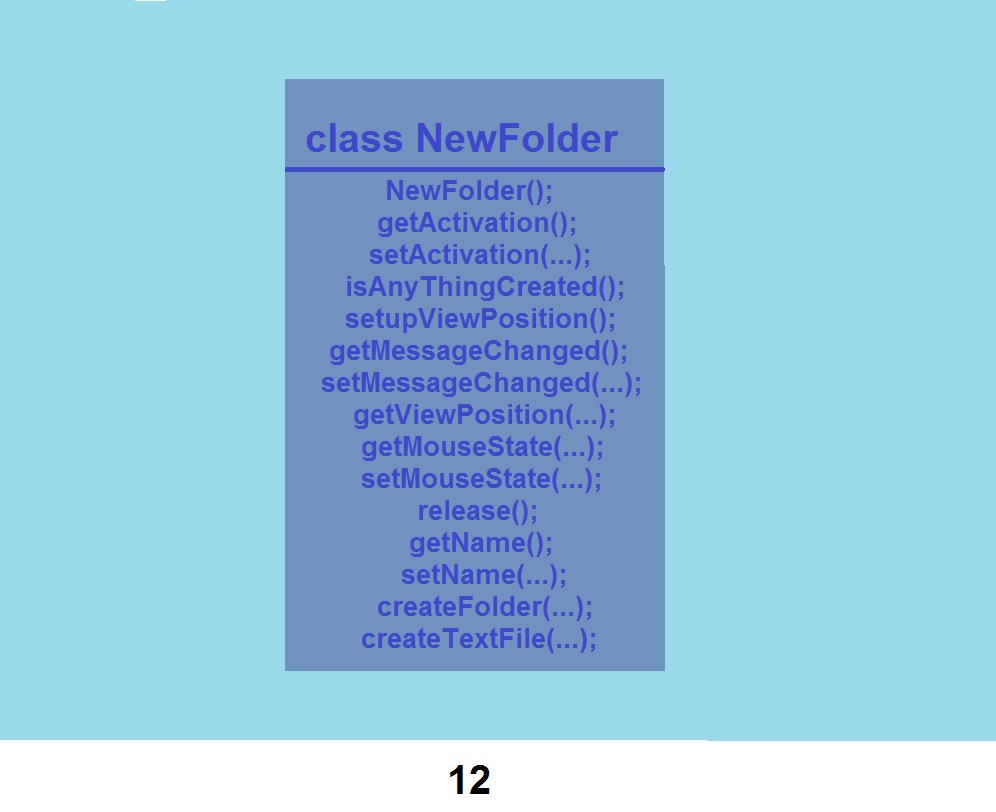 class NewFolder
NewFolder();
getActivation();
setActivation(...);
isAnyThingCreated();
setupViewPosition();
getMessageChanged();
setMessageChanged(...);
getViewPosition(...);
getMouseState(...);
setMouseState(...);
release();
getName();
setName(...);
createFolder(...);
createTextFile(...);
12